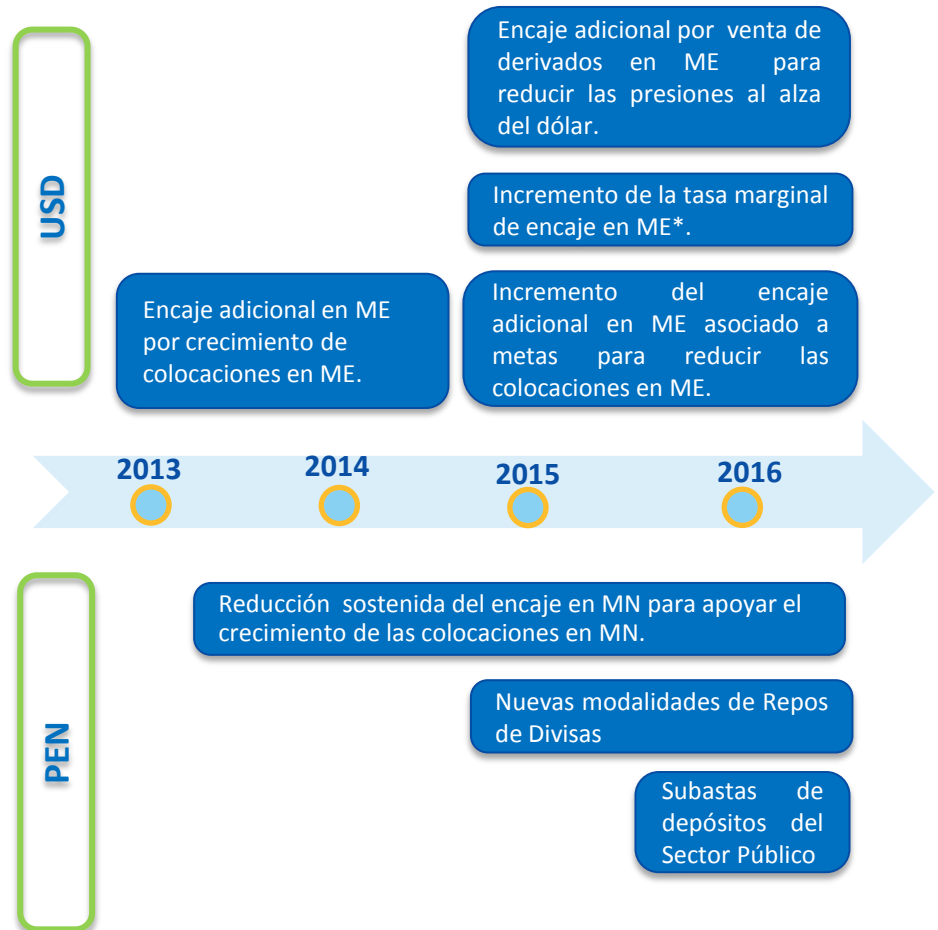 USD
Encaje adicional por venta de
derivados en ME para
reducir las presiones al alza
del dólar.
Incremento de la tasa marginal
de encaje en ME*.
Encaje adicional en ME
por crecimiento de
colocaciones en ME.
Incremento del encaje
adicional en ME asociado a
metas para reducir las
colocaciones en ME.
2013
2014
2015
2016
PEN
Reducción sostenida del encaje en MN para apoyar el
crecimiento de las colocaciones en MN.
Nuevas modalidades de Repos
de Divisas
Subastas de
depósitos del
Sector Público